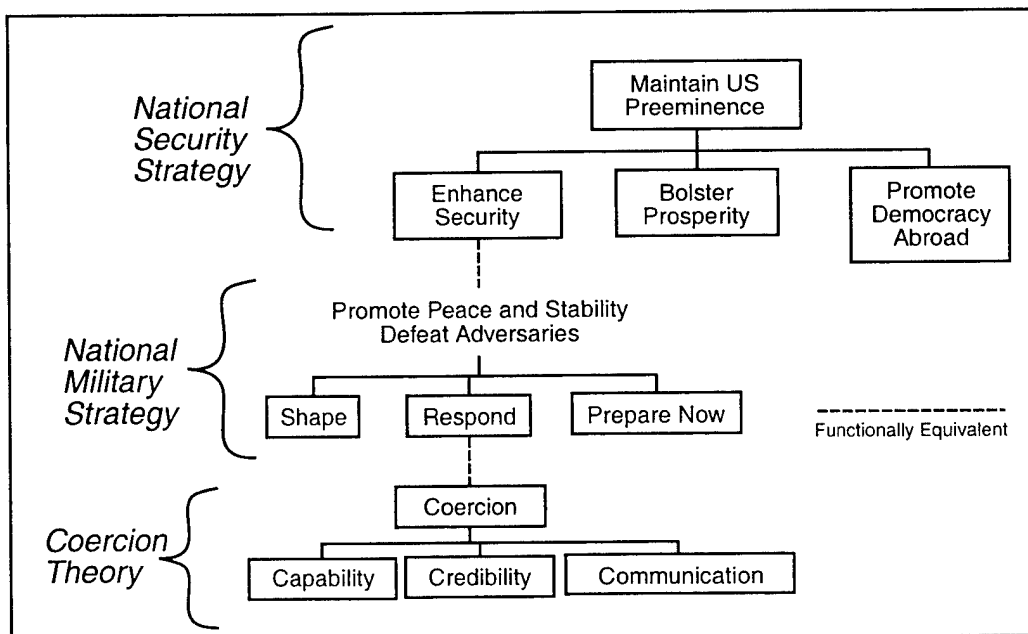 National
Security
Strategy
Maintain US
Preeminence
Enhance
Security
Bolster
Prosperity
Promote
Democracy
Abroad
National
Military
Strategy
Promote Peace and Stability
Defeat Adversaries
Shape
Respond
Prepare Now
Functionally Equivalent
Coercion
Theory
Coercion
Capability
Credibility
Communication